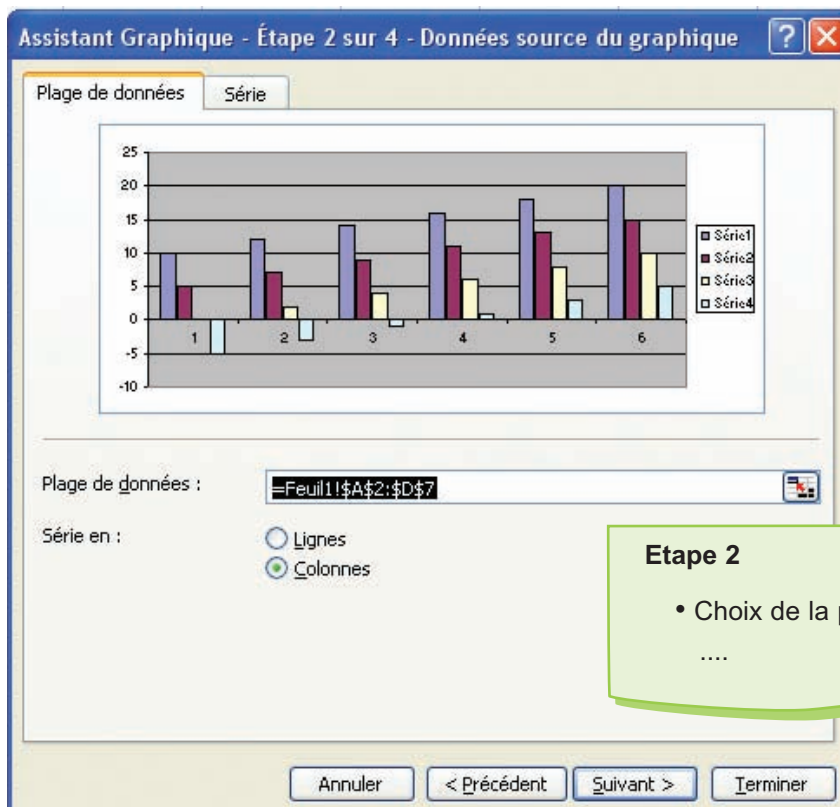 Assistant Graphique - Étape 2 sur 4 - Données source du graphique
Plage de données Série
25
20
15
10
5
0
-5
-10
1 2 3 4 5 6
Série1
Série2
Série3
Série4
Plage de données : =Feuil1!$A$2:$D$7
Série en : Lignes
Colonnes
Etape 2
• Choix de la
....
Annuler < Précédent Suivant > Terminer